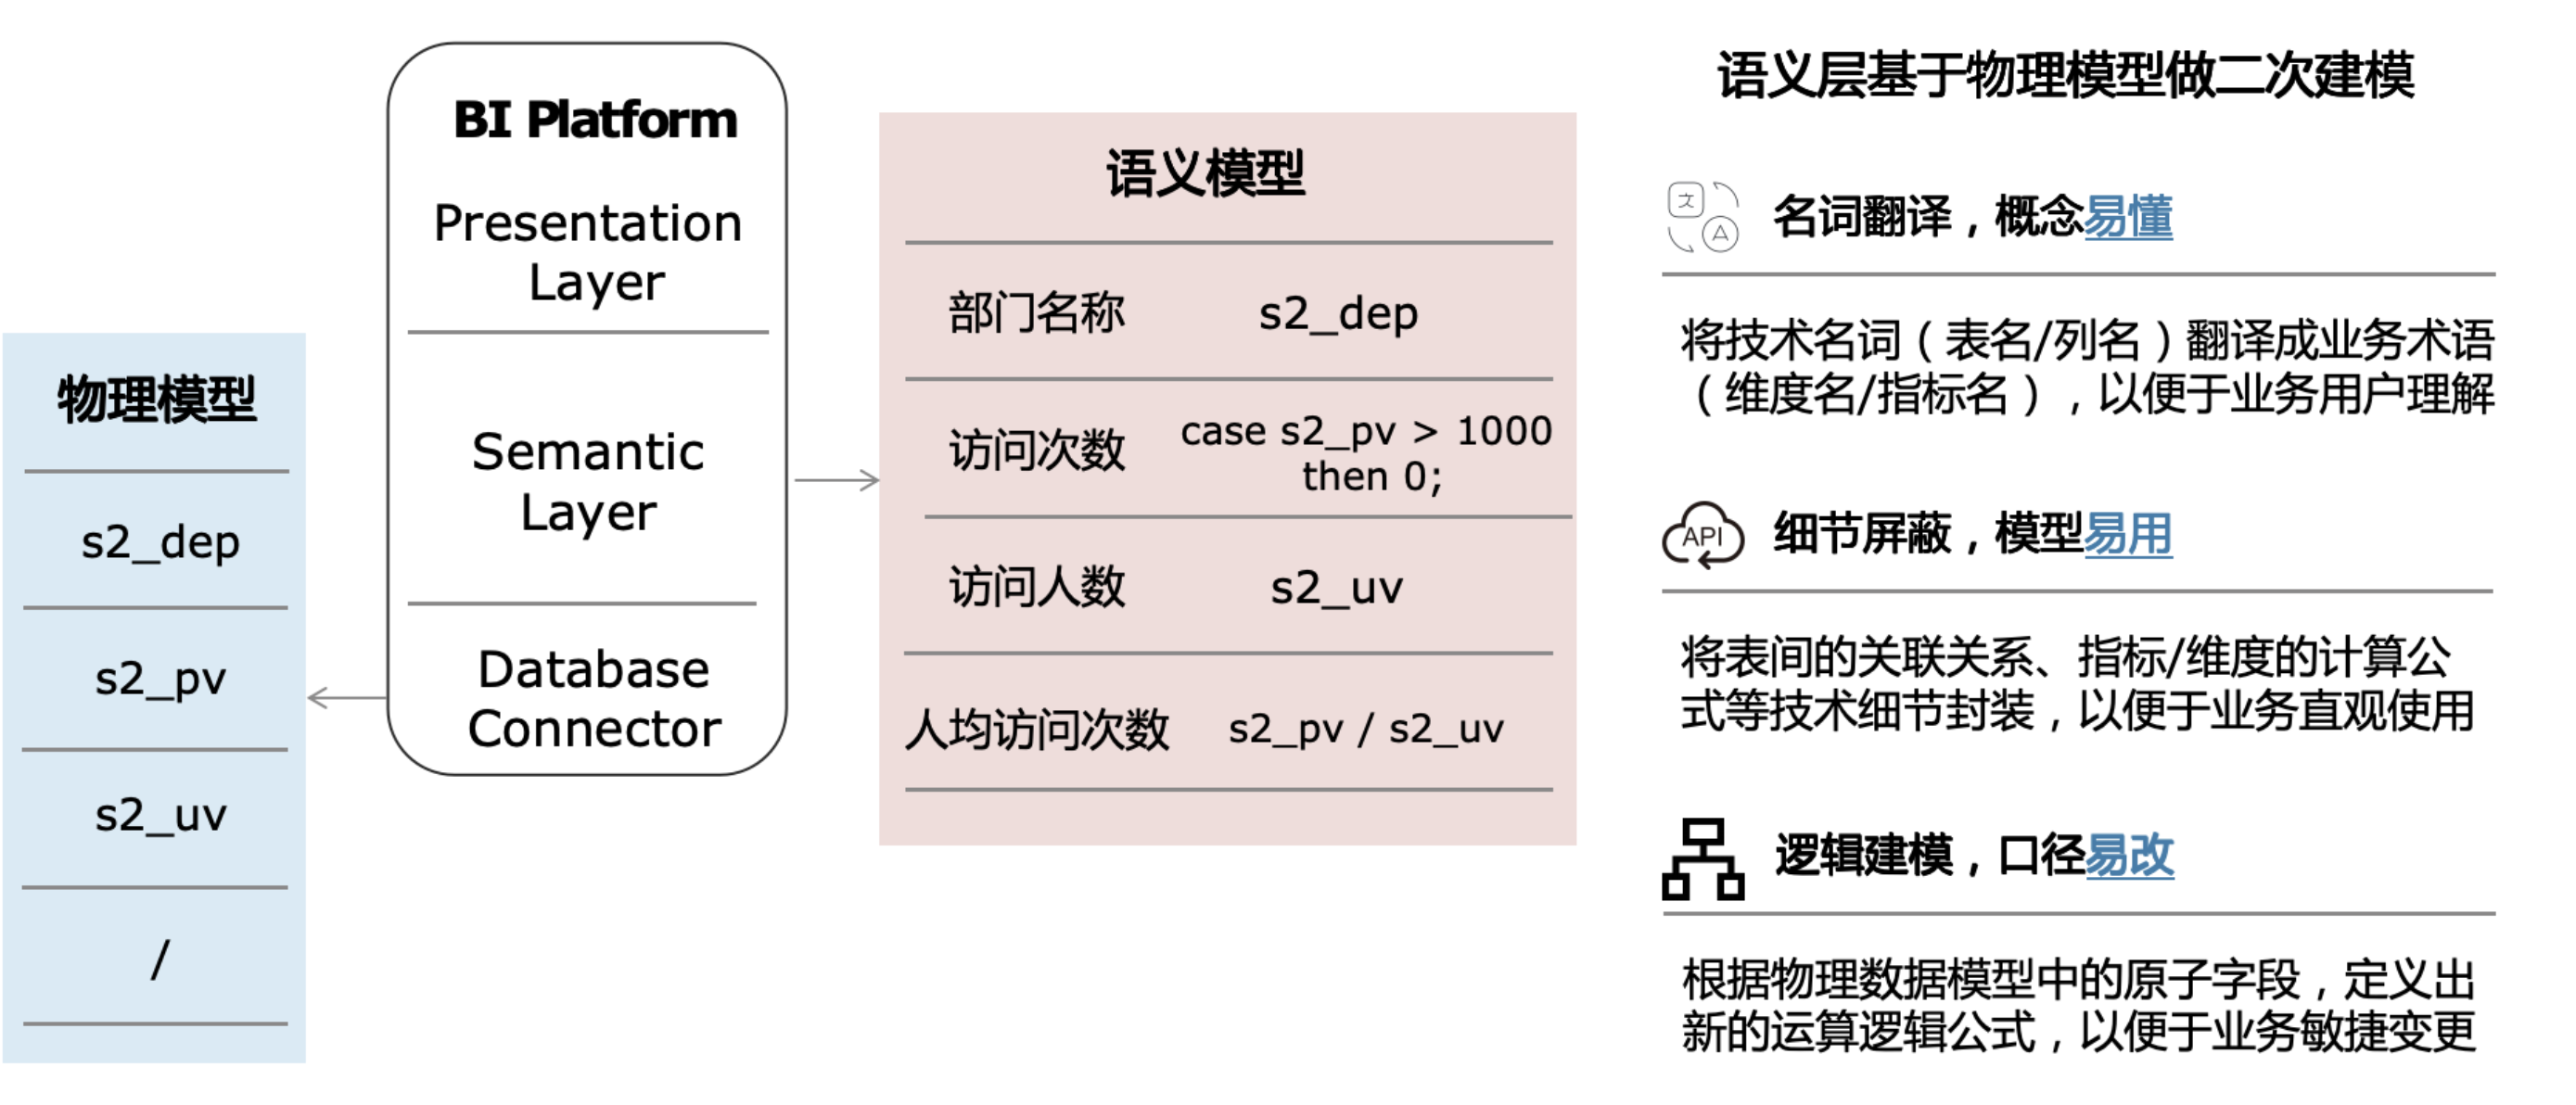 物理模型
s2_dep
s2_pv
s2_uv
/
BI Platform
Presentation
Layer
Semantic
Layer
Database
Connector
语义模型
部门名称 s2_dep
访问次数 case s2_pv > 1000
then 0;
访问人数 s2_uv
人均访问次数 s2_pv / s2_uv
语义层基于物理模型做二次建模
文
A
名词翻译，概念易懂
将技术名词（表名/列名）翻译成业务术语
（维度名/指标名），以便于业务用户理解
API
细节屏蔽，模型易用
将表间的关联关系、指标/维度的计算公
式等技术细节封装，以便于业务直观使用
逻辑建模，口径易改
根据物理数据模型中的原子字段，定义出
新的运算逻辑公式，以便于业务敏捷变更